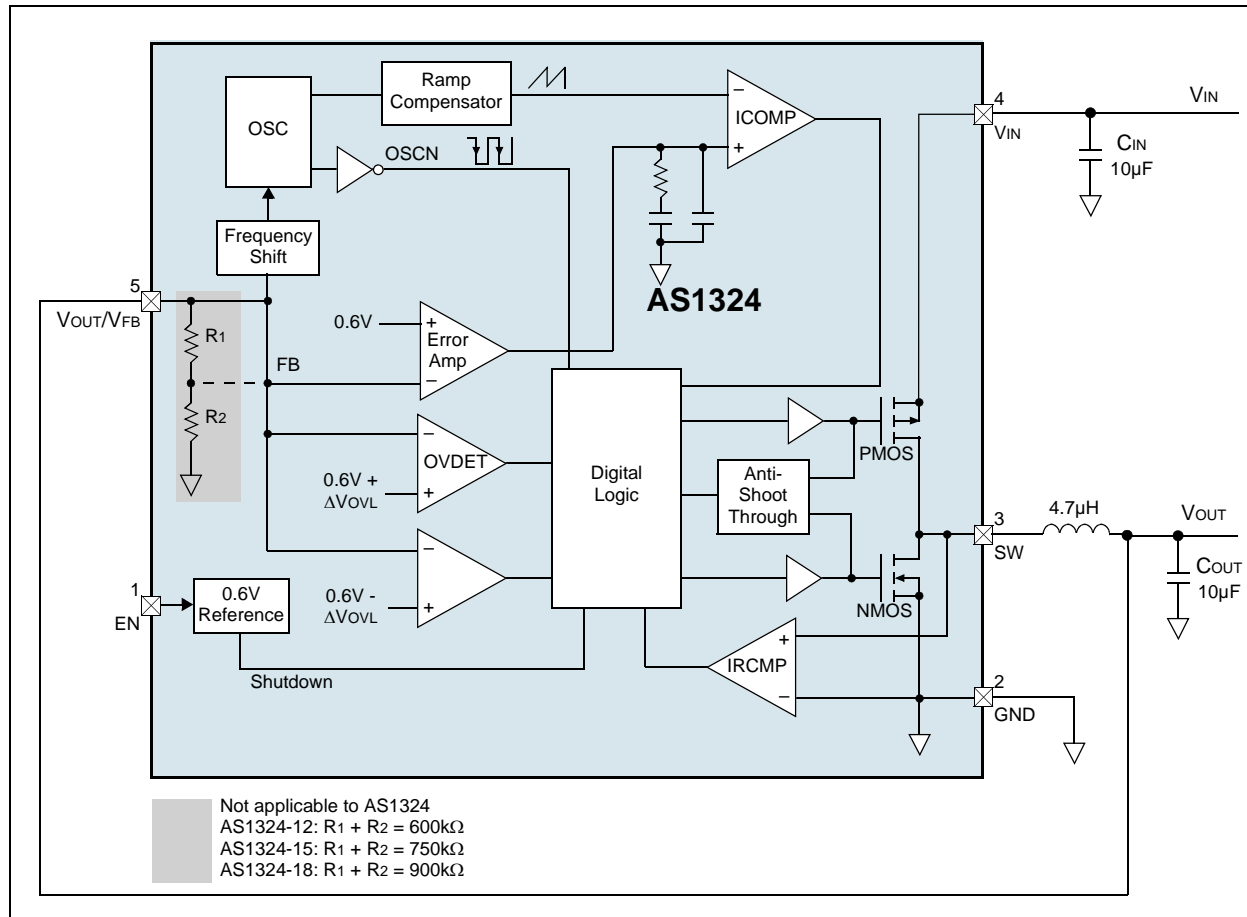 Ramp
Compensator
OSC
ICOMP
−
+
4
VIN
VIN
CIN
10µF
OSCN
Frequency
Shift
5
VOUT/VFB
R1
R2
FB
0.6V
+
Error
Amp
−
AS1324
−
OVDET
+
0.6V +
ΔVOVL
−
+
0.6V -
ΔVOVL
Digital
Logic
Anti-
Shoot
Through
PMOS
NMOS
3
SW
4.7µH
VOUT
COUT
10µF
1
EN
0.6V
Reference
Shutdown
+
IRCMP
−
2
GND
Not applicable to AS1324
AS1324-12: R1 + R2 = 600kΩ
AS1324-15: R1 + R2 = 750kΩ
AS1324-18: R1 + R2 = 900kΩ